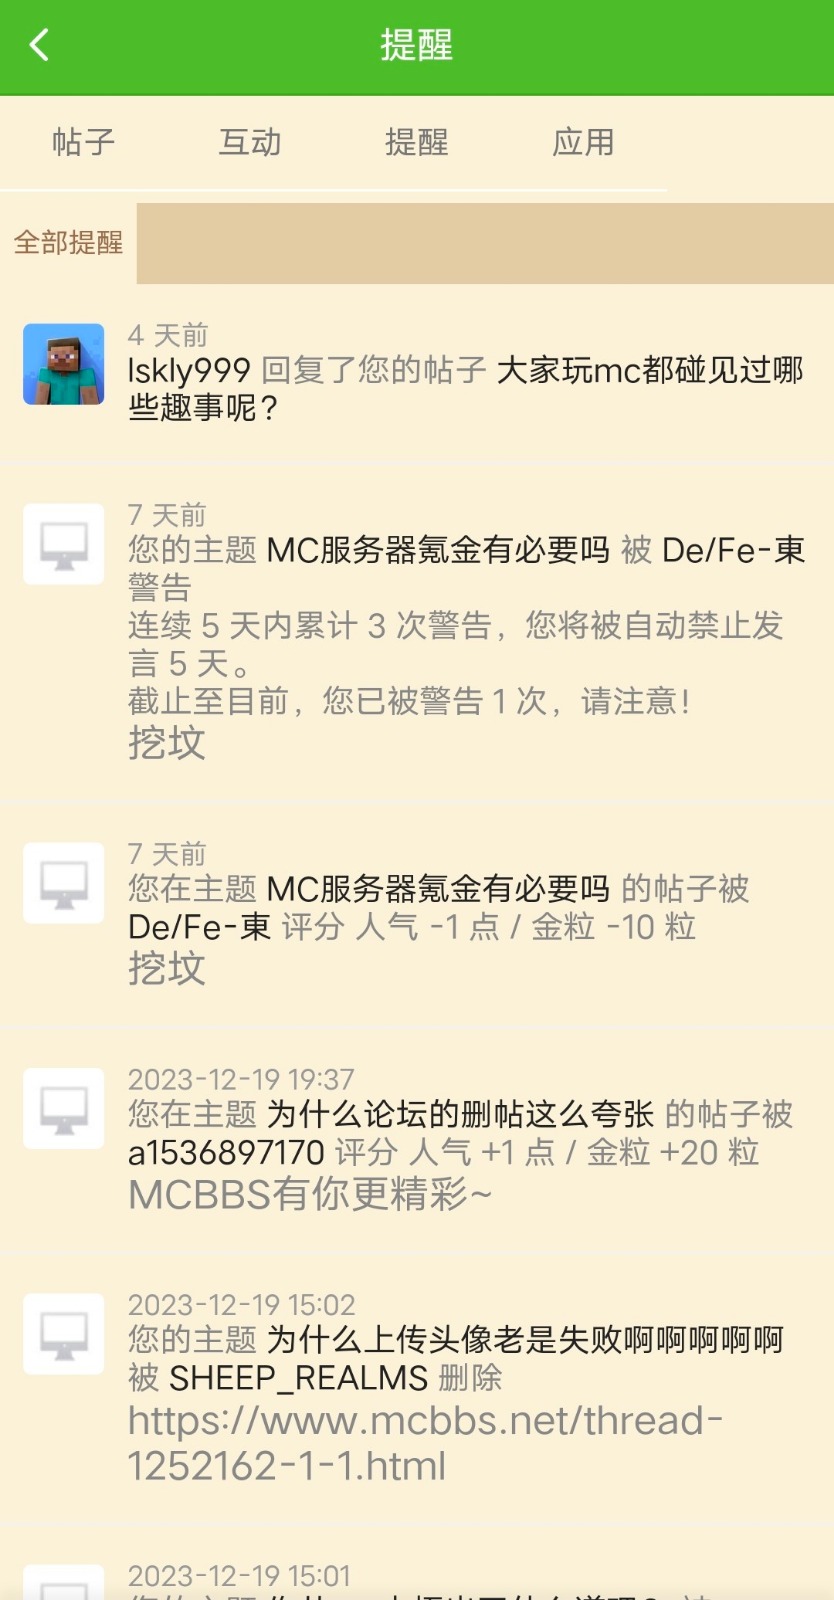 提醒
帖子 互动 提醒 应用
全部提醒
4 天前
lskly999 回复了您的帖子 大家玩mc都碰见过哪
些趣事呢？
7 天前
您的主题 MC服务器氪金有必要吗 被 De/Fe-東
警告
连续 5 天内累计 3 次警告，您将被自动禁止发
言 5 天。
截止至目前，您已被警告 1 次，请注意！
挖坟
7 天前
您在主题 MC服务器氪金有必要吗 的帖子被
De/Fe-東 评分 人气 -1 点 / 金粒 -10 粒
挖坟
2023-12-19 19:37
您在主题 为什么论坛的删帖这么夸张 的帖子被
a1536897170 评分 人气 +1 点 / 金粒 +20 粒
MCBBS有你更精彩~
2023-12-19 15:02
您的主题 为什么上传头像老是失败啊啊啊啊啊
被 SHEEP_REALMS 删除
https://www.mcbbs.net/thread-
1252162-1-1.html
2023-12-19 15:01